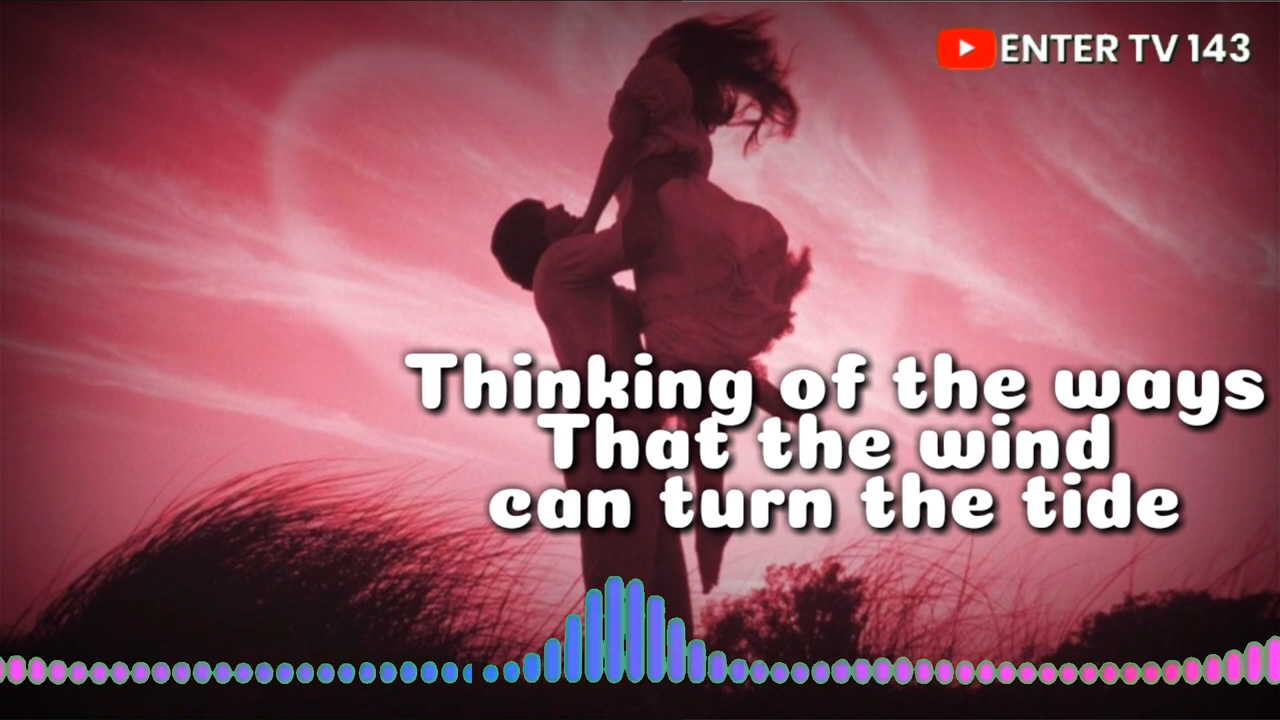 ENTER TV 143
Thinking of the ways
That the wind
can turn the tide